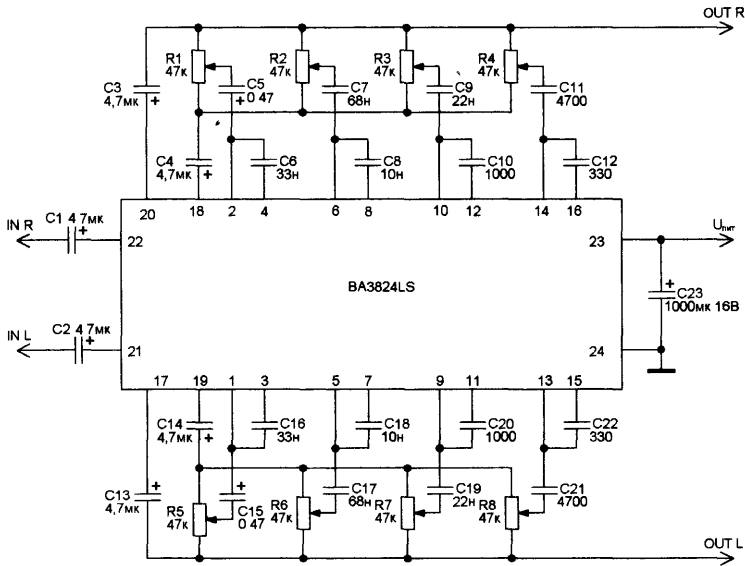 OUT R
R1
47к
R2
47к
R3
47к
R4
47к
C3
4,7мк
C5
0 47
C7
68н
C9
22н
C11
4700
C4
4,7мк
C6
33н
C8
10н
C10
1000
C12
330
20
18
2
4
6
8
10
12
14
16
IN R
C1 4 7мк
22
23
Uпит
BA3824LS
C23
1000мк 16В
IN L
C2 4 7мк
21
24
17
19
1
3
5
7
9
11
13
15
C14
4,7мк
C16
33н
C18
10н
C20
1000
C22
330
C13
4,7мк
R5
47к
C15
0 47
R6
47к
C17
68н
R7
47к
C19
22н
R8
47к
C21
4700
OUT L